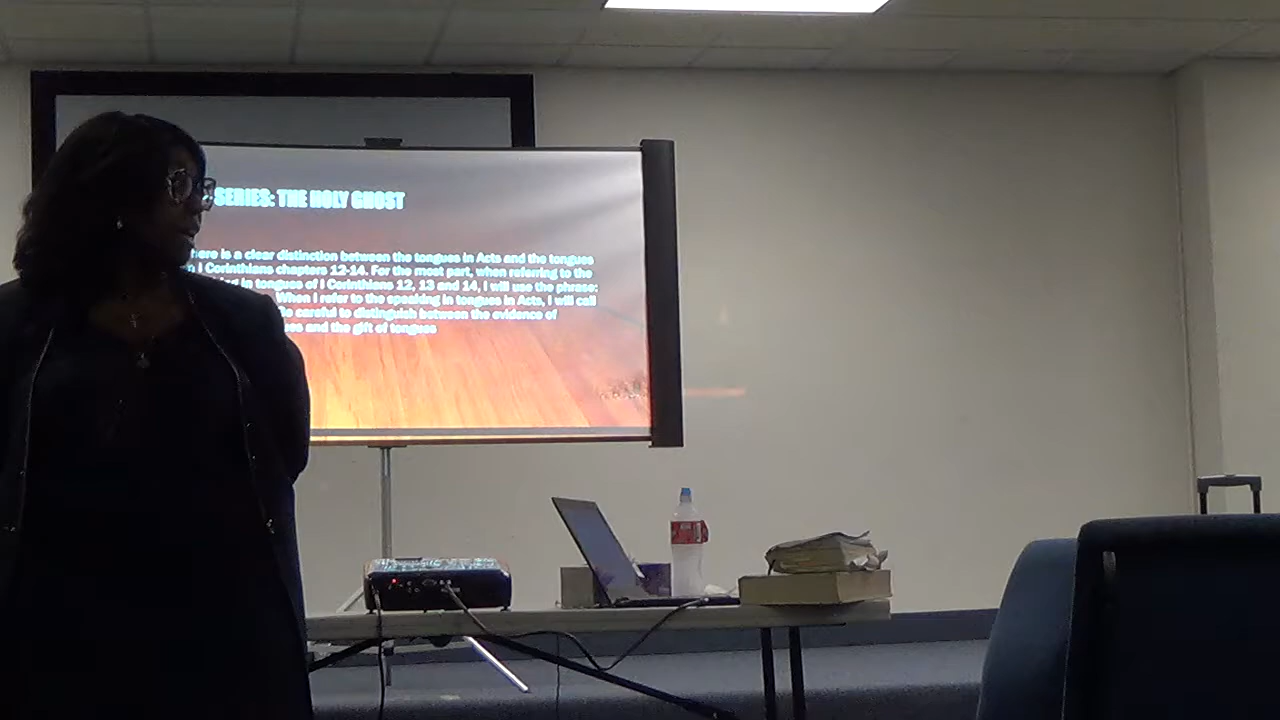 SERIES: THE HOLY GHOST
here is a clear distinction between the tongues in Acts and the tongues
I Corinthians chapters 12-14. For the most part, when referring to the
in tongues of I Corinthians 12, 13 and 14, I will use the phrase:
When I refer to the speaking in tongues in Acts, I will call
careful to distinguish between the evidence of
and the gift of tongues